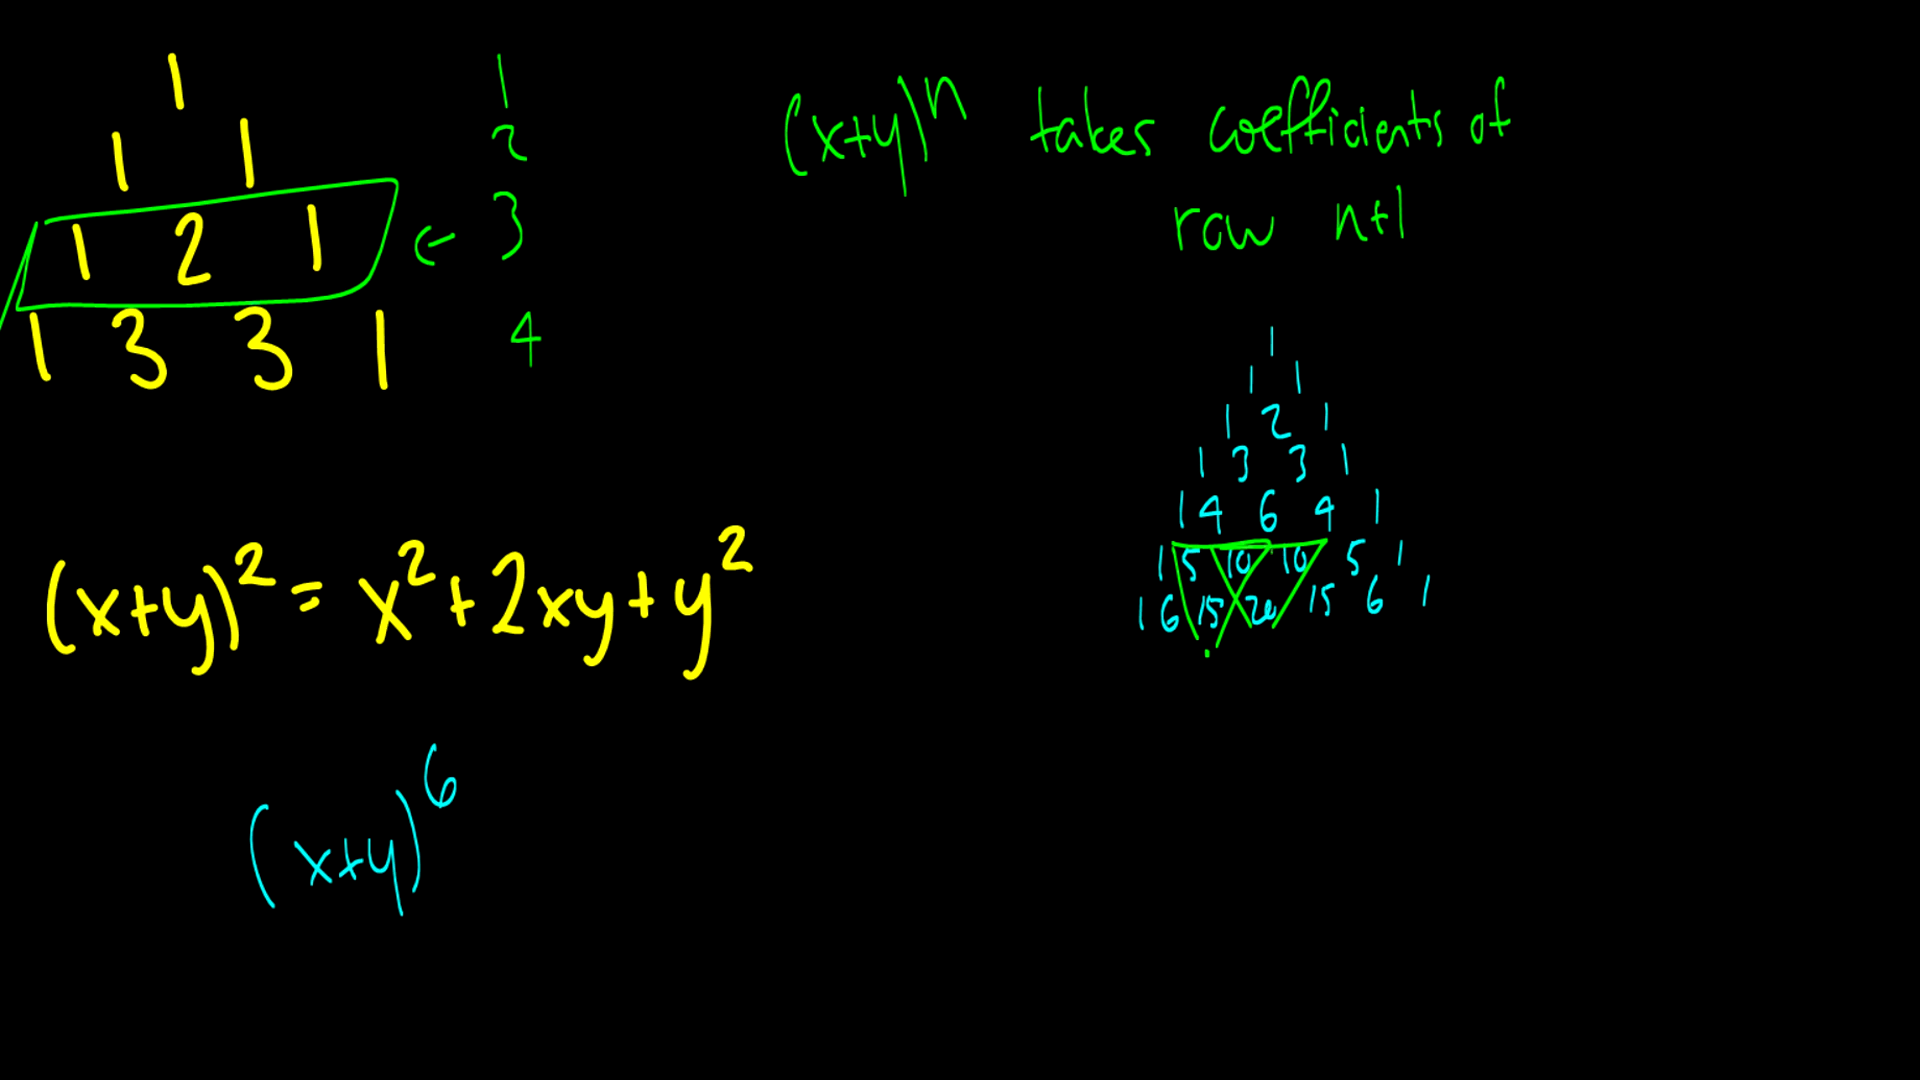 1 1
1 1 2
1 2 1 ← 3
1 3 3 1 4
(x+y)^n takes coefficients of
row n+1
1
1 1
1 2 1
1 3 3 1
1 4 6 4 1
1 5 10 10 5 1
1 6 15 20 15 6 1
(x+y)² = x² + 2xy + y²
(x+y)⁶